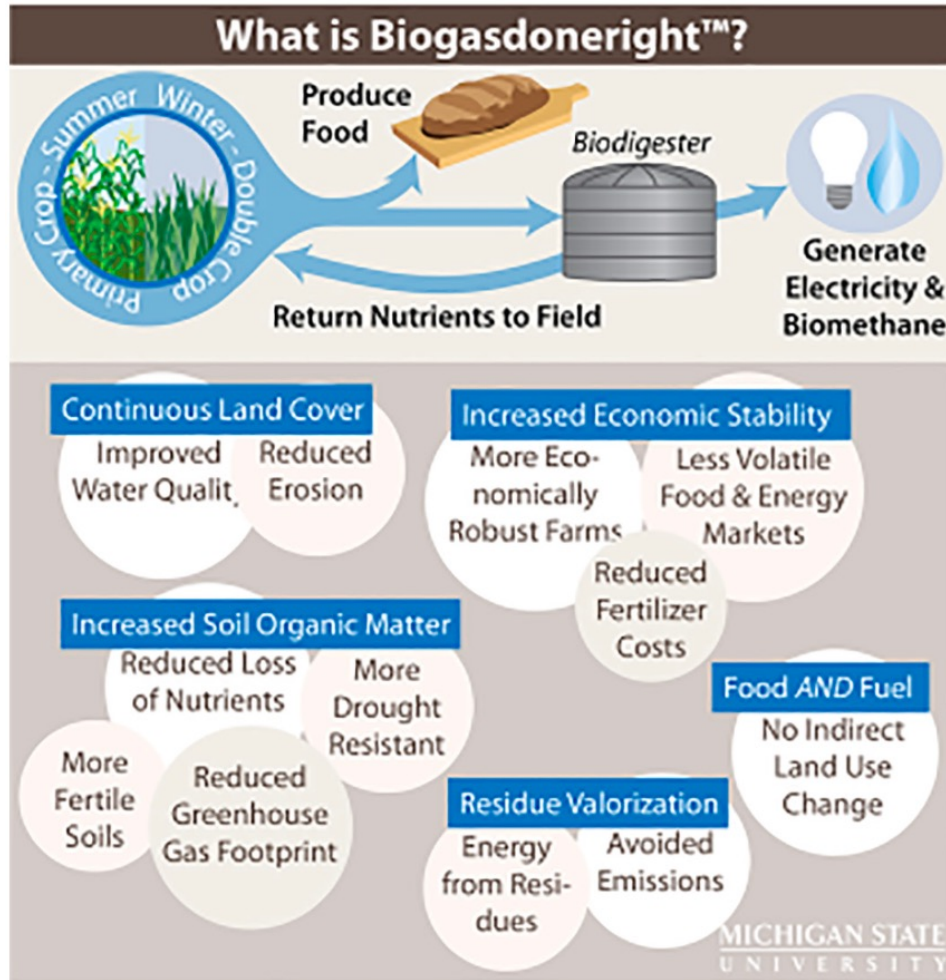 What is Biogasdoneright™?
Primary Crop - Summer
Winter - Double Crop
Produce
Food
Biodigester
Generate
Electricity &
Biomethane
Return Nutrients to Field
Continuous Land Cover
Improved
Water Qualit
Reduced
Erosion
Increased Economic Stability
More Eco-
nomically
Robust Farms
Less Volatile
Food & Energy
Markets
Reduced
Fertilizer
Costs
Increased Soil Organic Matter
Reduced Loss
of Nutrients
More
Drought
Resistant
More
Fertile
Soils
Reduced
Greenhouse
Gas Footprint
Food AND Fuel
No Indirect
Land Use
Change
Residue Valorization
Energy
from Resi-
dues
Avoided
Emissions
MICHIGAN STATE
UNIVERSITY